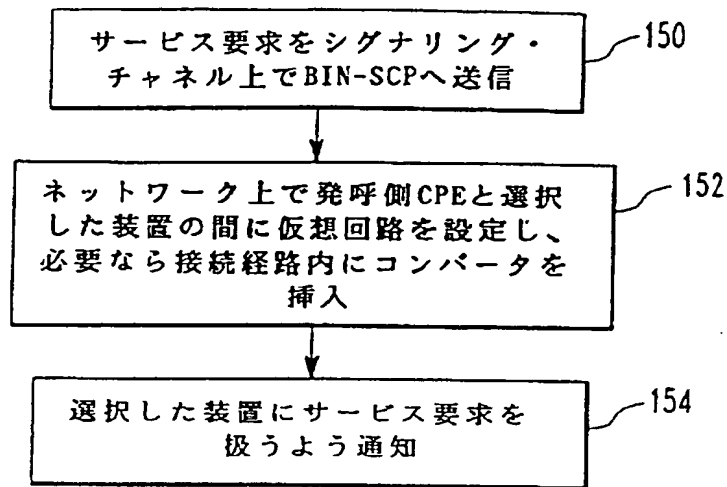 サービス要求をシグナリング・
チャネル上でBIN-SCPへ送信
150
ネットワーク上で発呼側CPEと選択
した装置の間に仮想回路を設定じ、
必要なら接続経路内にコンバータを
挿入
152
選択した装置にサービス要求を
扱うよう通知
154